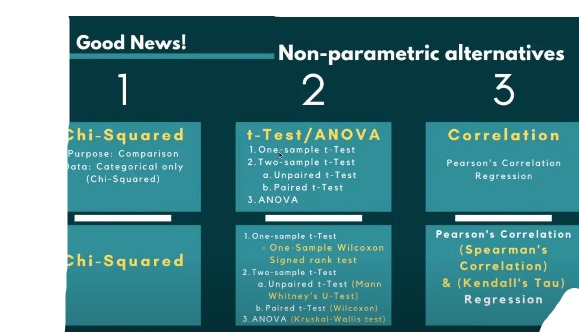 Good News!
Non-parametric alternatives
1
2
3
Chi-Squared
Purpose: Comparison
Data: Categorical only
(Chi-Squared)
t-Test/ANOVA
1. One-sample t-Test
2. Two-sample t-Test
a. Unpaired t-Test
b. Paired t-Test
3. ANOVA
Correlation
Pearson's Correlation
Regression
Chi-Squared
1. One-sample t-Test
◦ One-Sample Wilcoxon
Signed rank test
2. Two-sample t-Test
a. Unpaired t-Test (Mann
Whitney's U-Test)
b. Paired t-Test (Wilcoxon)
3. ANOVA (Kruskal-Wallis test)
Pearson's Correlation
(Spearman's
Correlation)
& (Kendall's Tau)
Regression